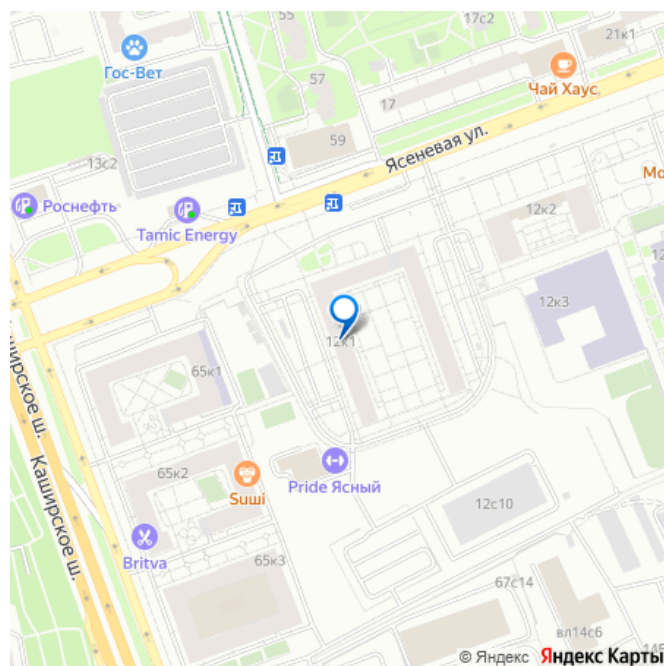 55
17с2
21к1
Гос-Вет
57
Чай Хаус
17
59
Ясеневая ул.
13с2
Роснефть
Tamic Energy
12к2
12к3
12к1
Каширское ш.
65к1
65к2
Suшi
Pride Ясный
12с10
Каширское ш.
Britva
65к3
67с14
вл14с6
© Яндекс Яндекс Карты